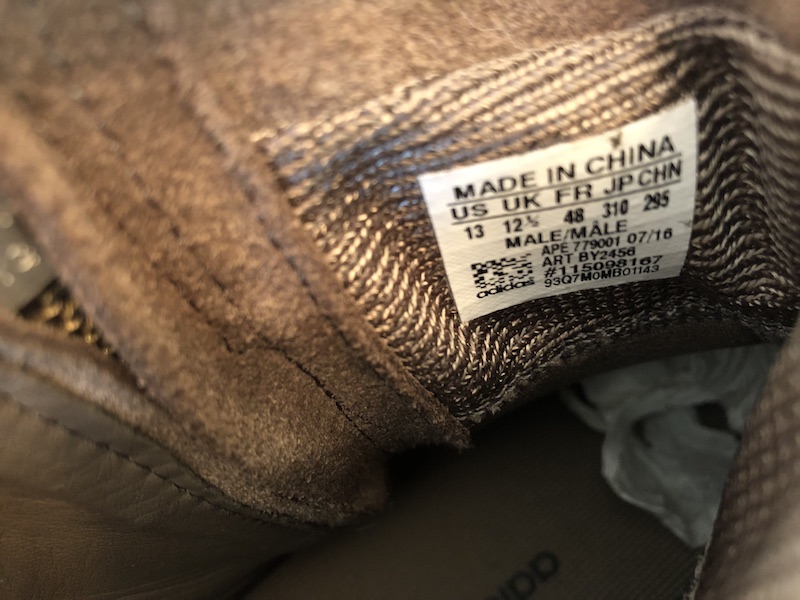 MADE IN CHINA
US UK FR JP CHN
13 12½ 48 310 295
MALE/MÂLE
APE 779001 07/16
ART BY2456
#115098167
adidas 93Q7M0MB01143